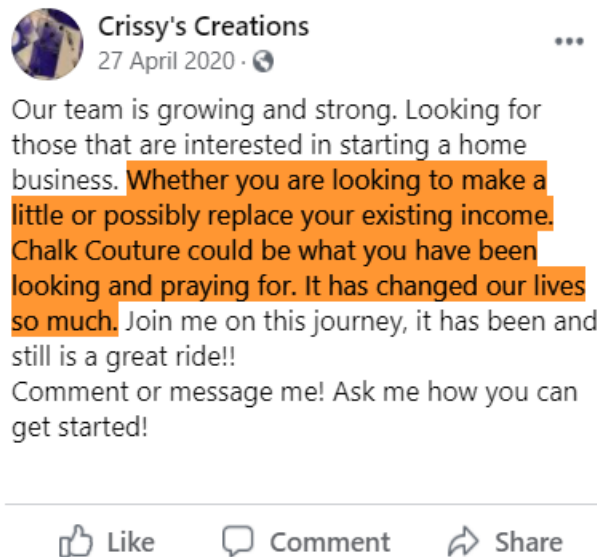 Crissy's Creations
27 April 2020 ·
Our team is growing and strong. Looking for
those that are interested in starting a home
business. Whether you are looking to make a
little or possibly replace your existing income.
Chalk Couture could be what you have been
looking and praying for. It has changed our lives
so much. Join me on this journey, it has been and
still is a great ride!!
Comment or message me! Ask me how you can
get started!
Like Comment Share